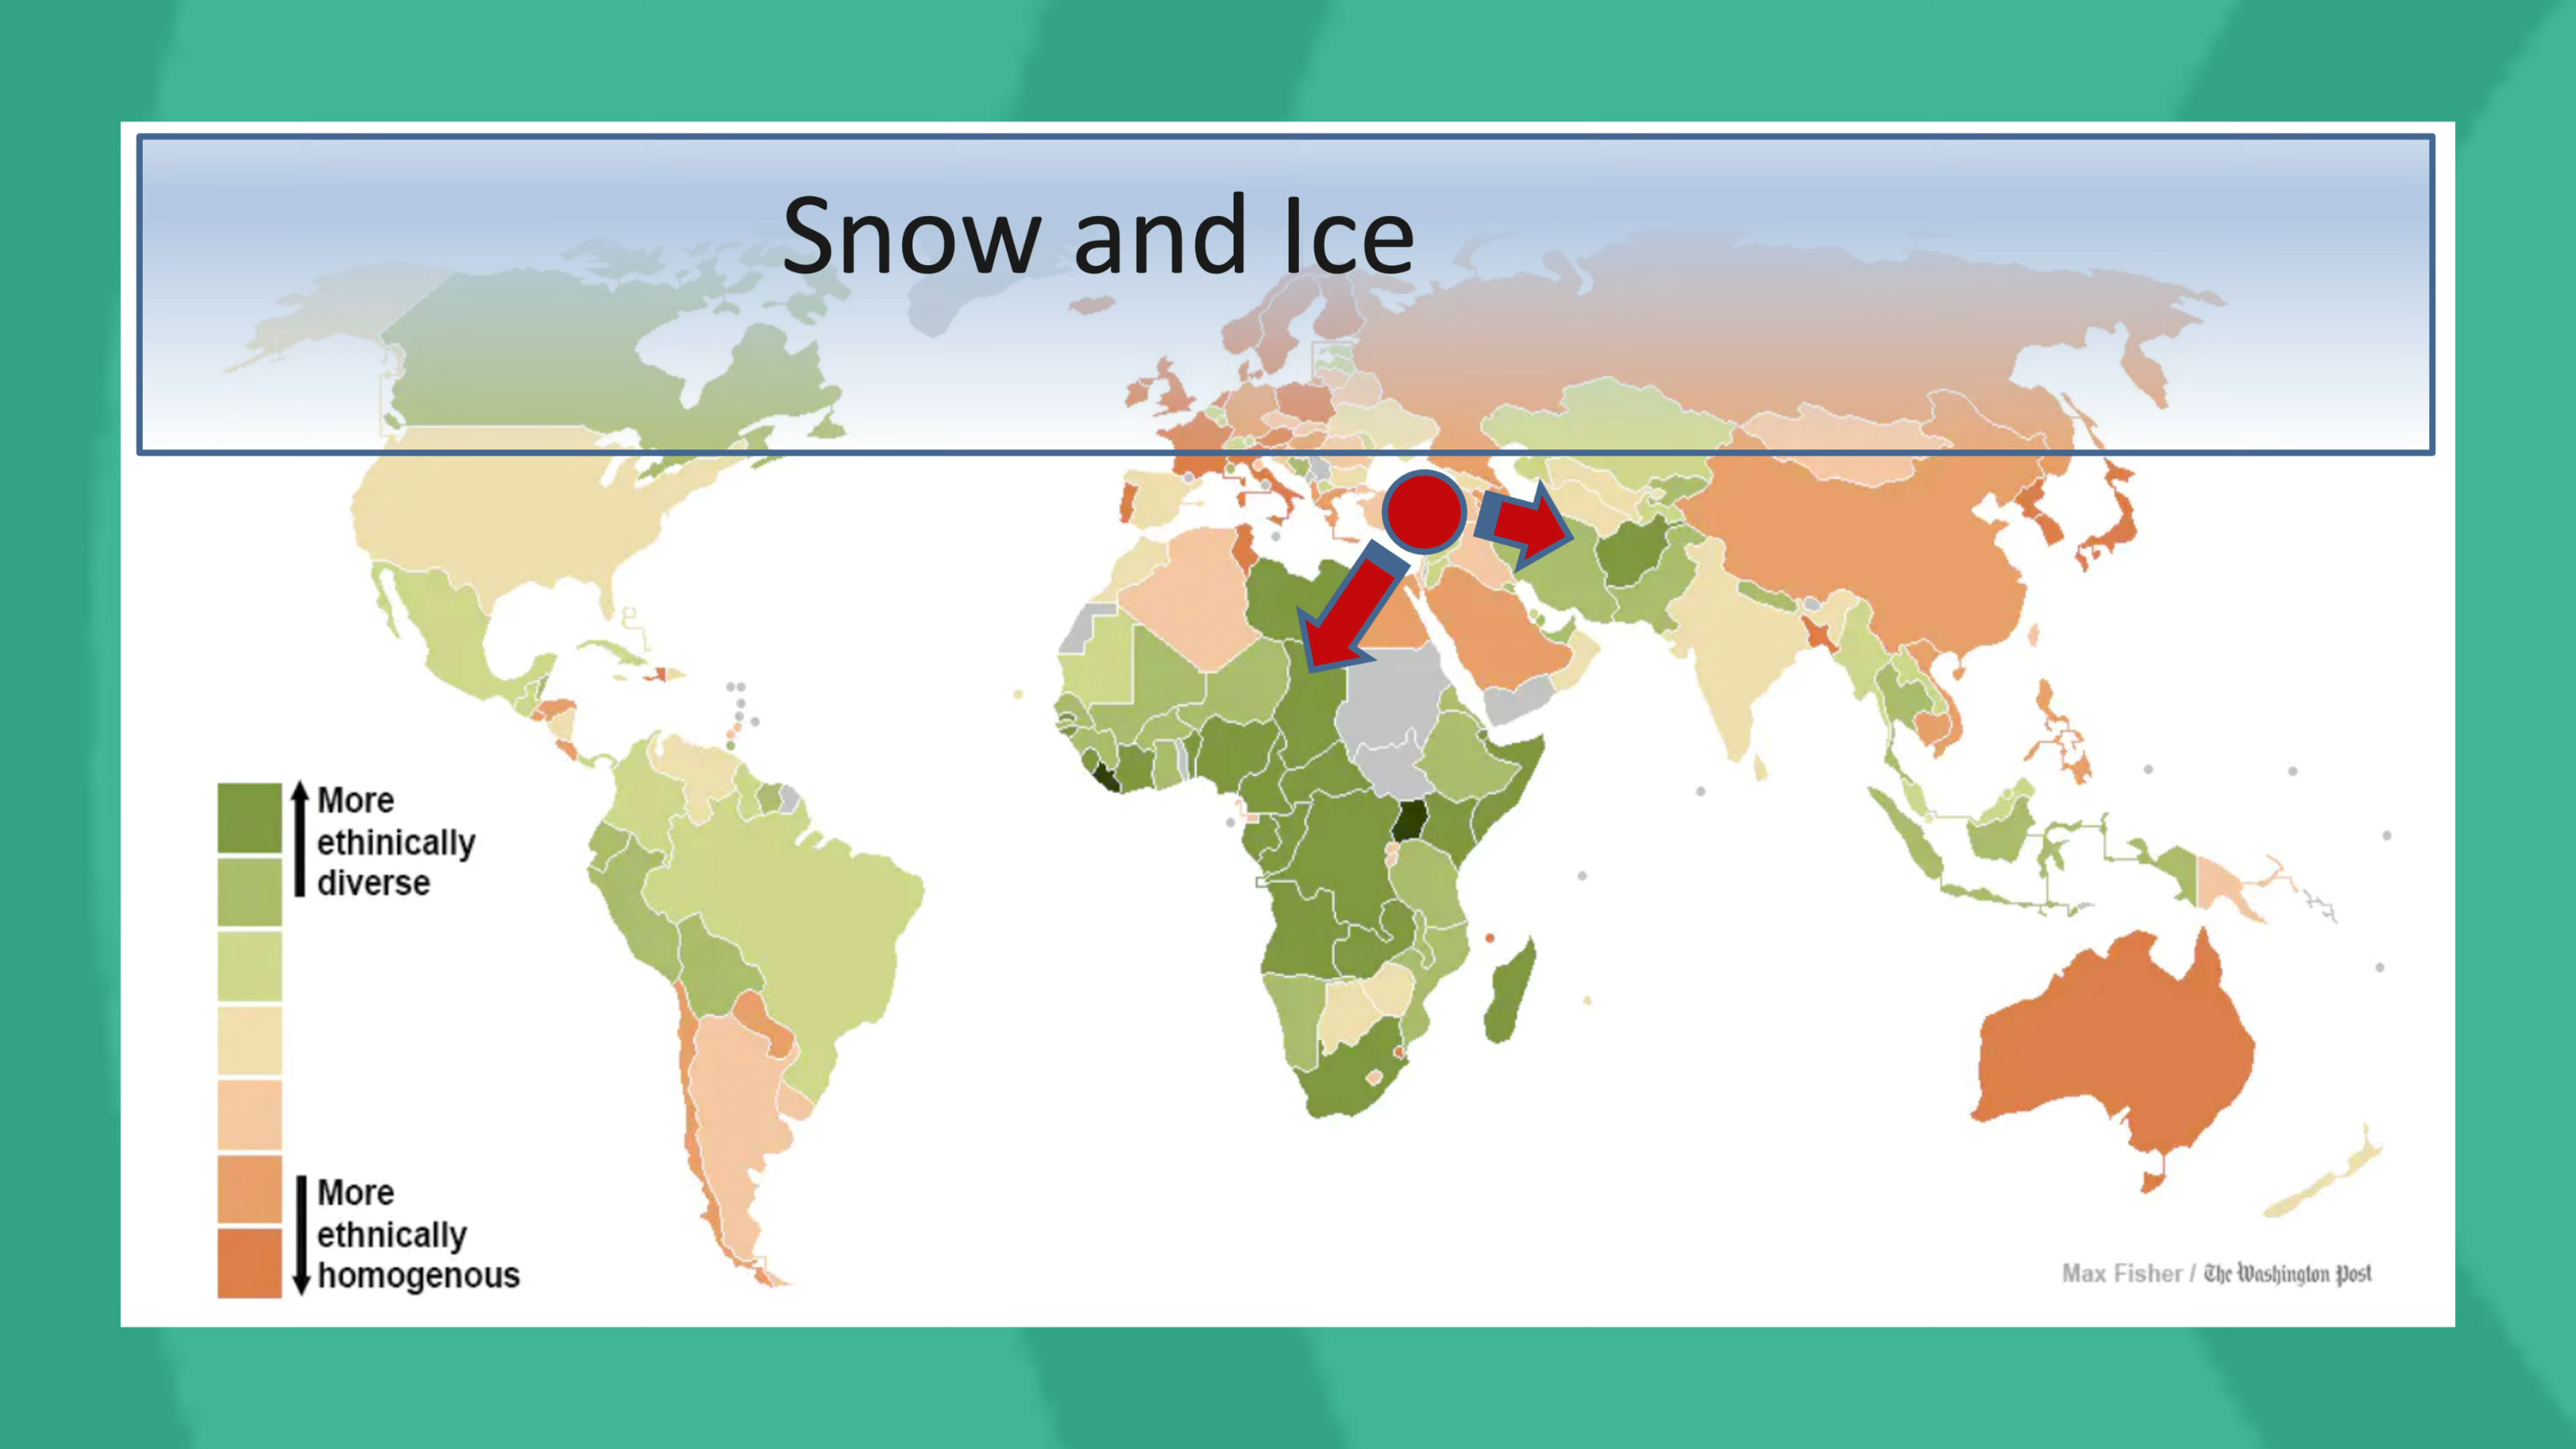 Snow and Ice
More
ethinically
diverse
More
ethnically
homogenous
Max Fisher / The Washington Post